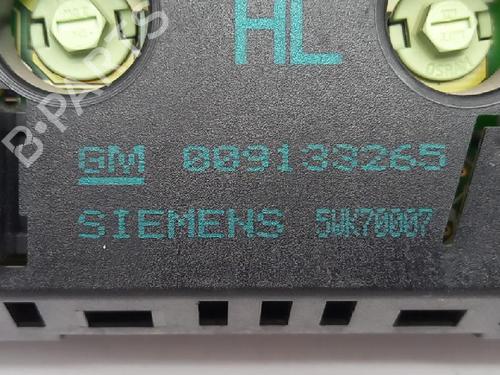 HL
GM 009133265
SIEMENS 5WK70007
B-PARTS